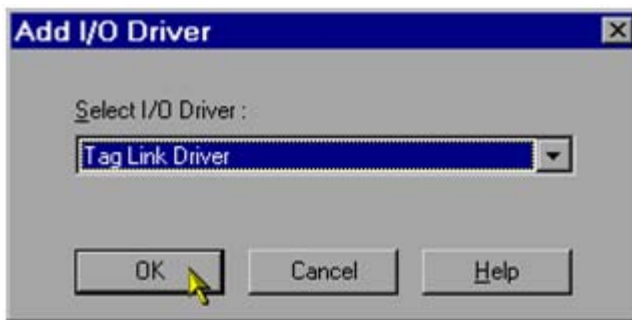 Add I/O Driver
Select I/O Driver :
Tag Link Driver
OK Cancel Help